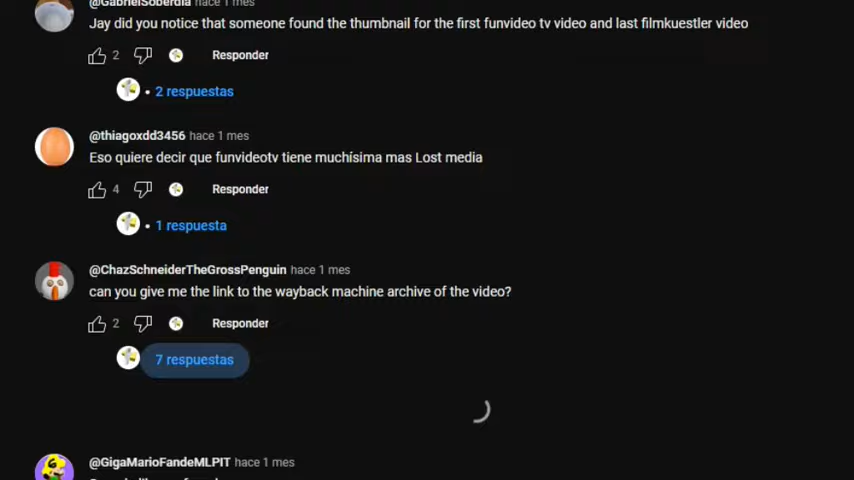 @GabrielSoberdia hace 1 mes
Jay did you notice that someone found the thumbnail for the first funvideo tv video and last filmkuestler video
2 Responder
• 2 respuestas
@thiagoxdd3456 hace 1 mes
Eso quiere decir que funvideotv tiene muchísima mas Lost media
4 Responder
• 1 respuesta
@ChazSchneiderTheGrossPenguin hace 1 mes
can you give me the link to the wayback machine archive of the video?
2 Responder
7 respuestas
@GigaMarioFandeMLPIT hace 1 mes